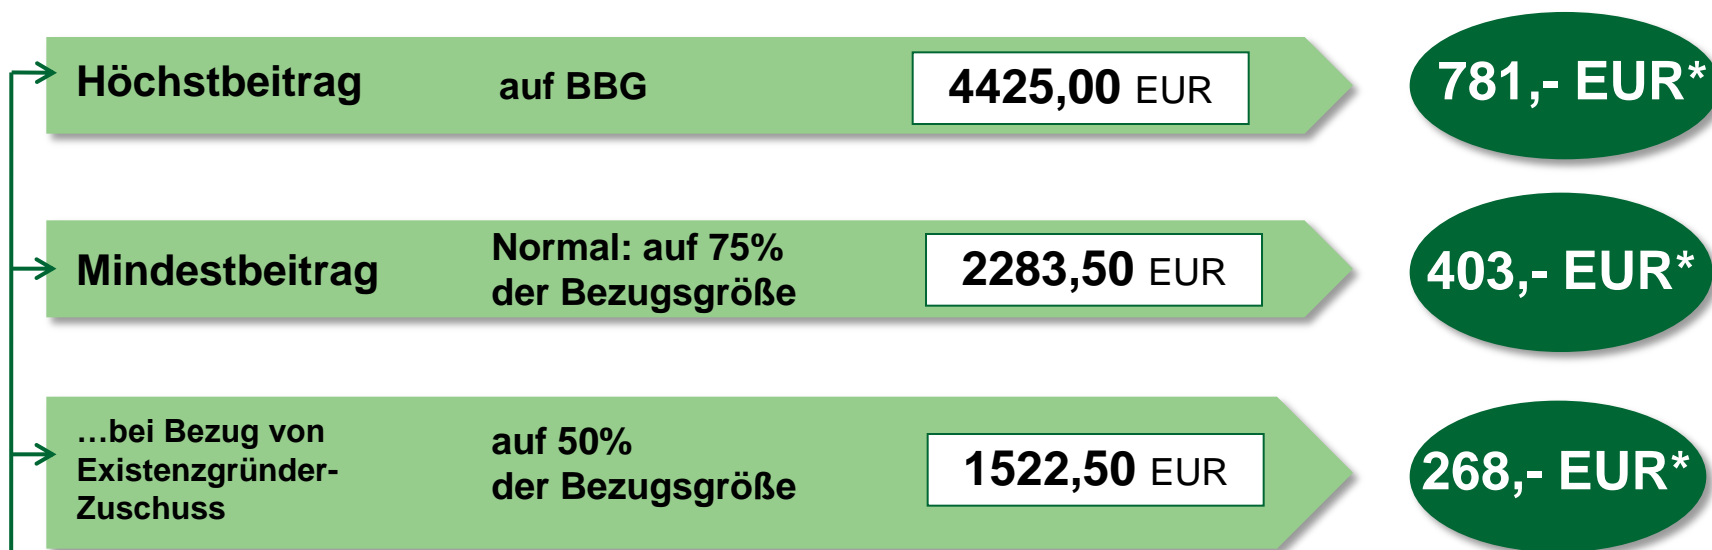 Höchstbeitrag auf BBG 4425,00 EUR 781,- EUR*
Mindestbeitrag
Normal: auf 75%
der Bezugsgröße
2283,50 EUR
403,- EUR*
…bei Bezug von
Existenzgründer-
Zuschuss
auf 50%
der Bezugsgröße
1522,50 EUR
268,- EUR*